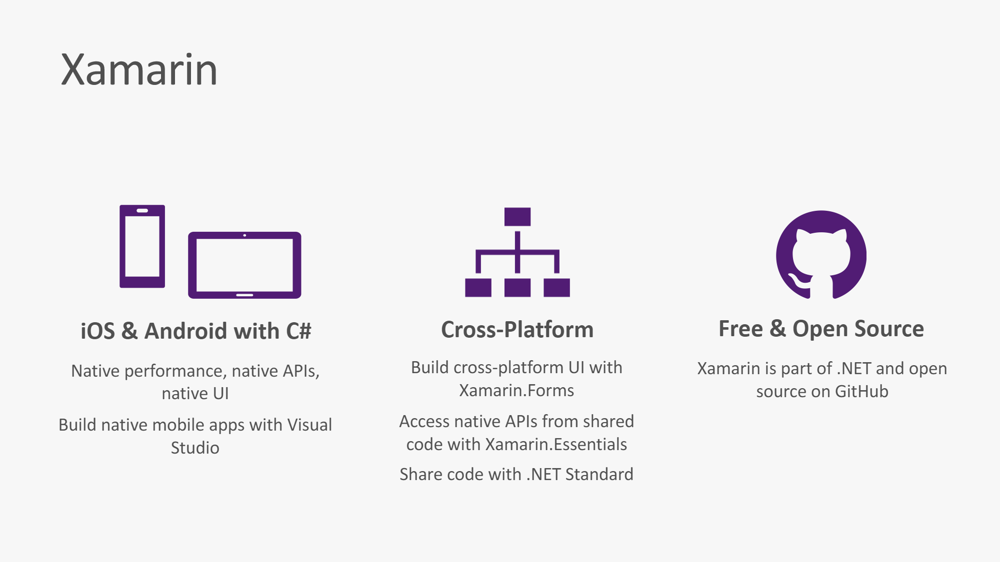 Xamarin
iOS & Android with C#
Native performance, native APIs,
native UI
Build native mobile apps with Visual
Studio
Cross-Platform
Build cross-platform UI with
Xamarin.Forms
Access native APIs from shared
code with Xamarin.Essentials
Share code with .NET Standard
Free & Open Source
Xamarin is part of .NET and open
source on GitHub